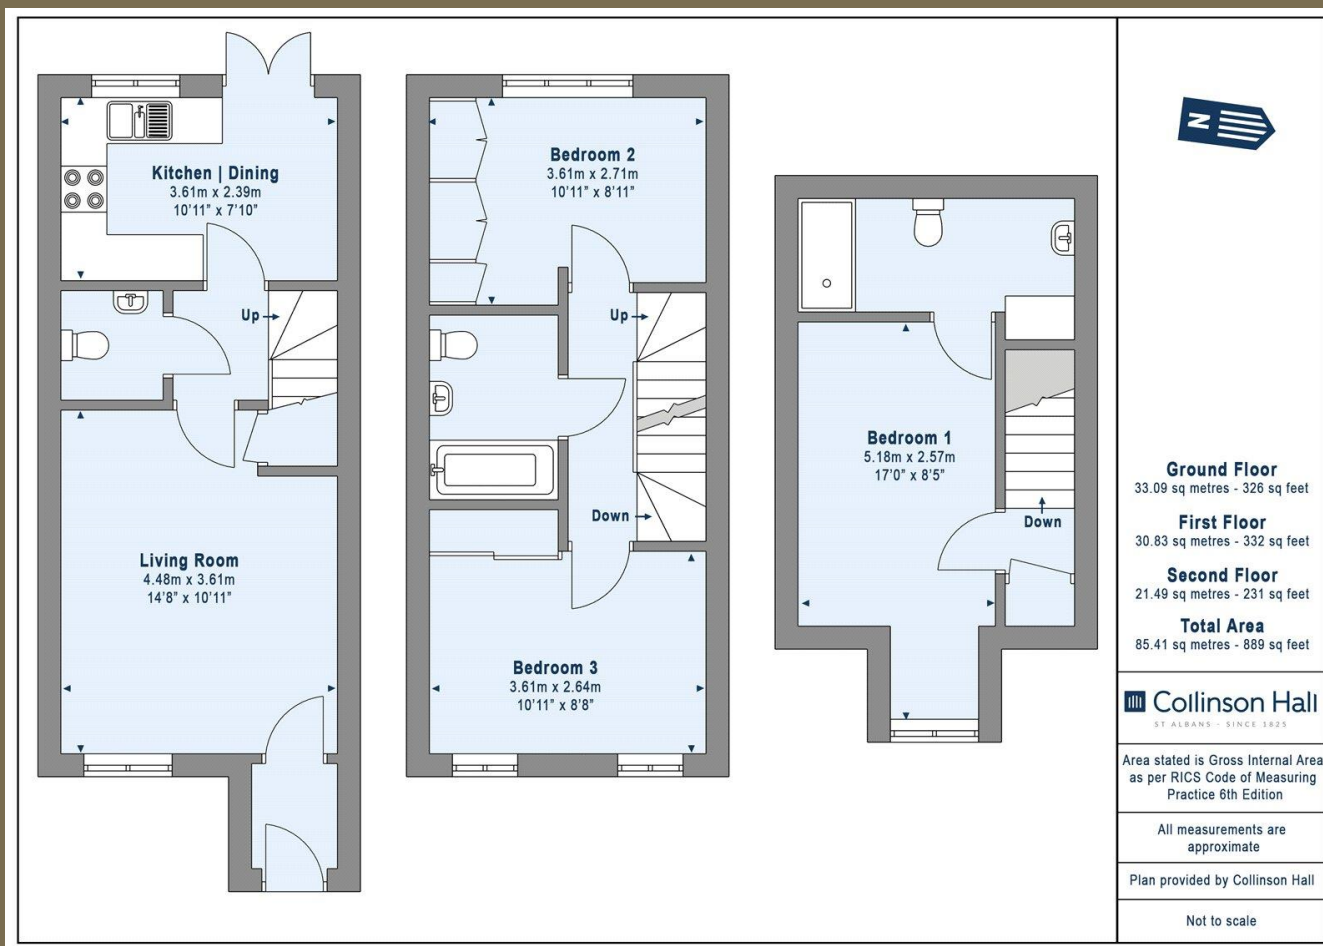 Kitchen | Dining
3.61m x 2.39m
10'11" x 7'10"
Up
Living Room
4.48m x 3.61m
14'8" x 10'11"
Bedroom 2
3.61m x 2.71m
10'11" x 8'11"
Up
Down
Bedroom 3
3.61m x 2.64m
10'11" x 8'8"
Bedroom 1
5.18m x 2.57m
17'0" x 8'5"
Down
N
Ground Floor
33.09 sq metres - 326 sq feet
First Floor
30.83 sq metres - 332 sq feet
Second Floor
21.49 sq metres - 231 sq feet
Total Area
85.41 sq metres - 889 sq feet
Collinson Hall
ST ALBANS - SINCE 1825
Area stated is Gross Internal Area
as per RICS Code of Measuring
Practice 6th Edition
All measurements are
approximate
Plan provided by Collinson Hall
Not to scale